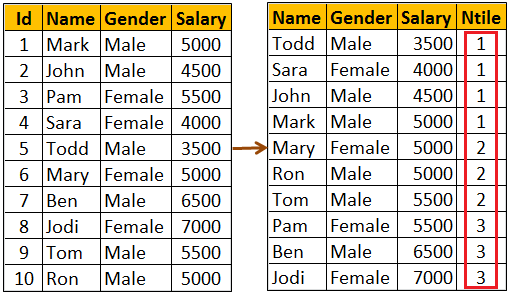 Id Name Gender Salary
1 Mark Male 5000
2 John Male 4500
3 Pam Female 5500
4 Sara Female 4000
5 Todd Male 3500
6 Mary Female 5000
7 Ben Male 6500
8 Jodi Female 7000
9 Tom Male 5500
10 Ron Male 5000
Name Gender Salary Ntile
Todd Male 3500 1
Sara Female 4000 1
John Male 4500 1
Mark Male 5000 1
Mary Female 5000 2
Ron Male 5000 2
Tom Male 5500 2
Pam Female 5500 3
Ben Male 6500 3
Jodi Female 7000 3